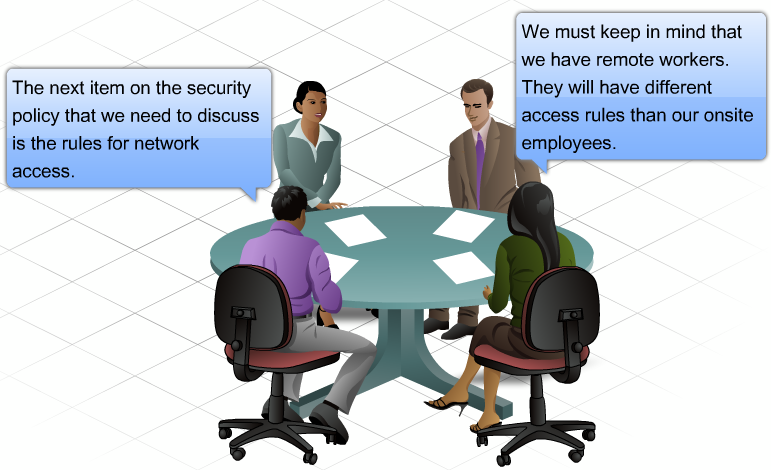 The next item on the security
policy that we need to discuss
is the rules for network
access.
We must keep in mind that
we have remote workers.
They will have different
access rules than our onsite
employees.